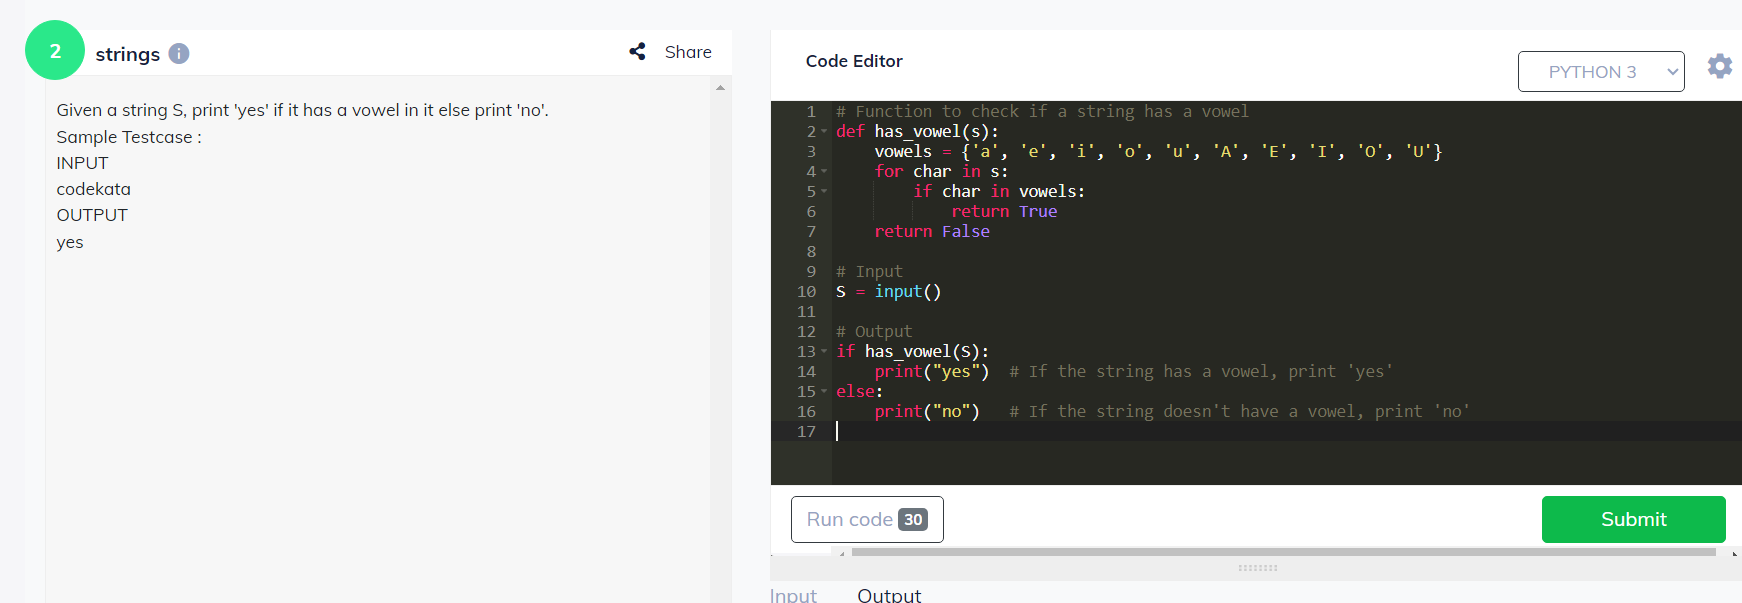 2
strings i
Share
Given a string S, print 'yes' if it has a vowel in it else print 'no'.
Sample Testcase :
INPUT
codekata
OUTPUT
yes
Code Editor
PYTHON 3
1 # Function to check if a string has a vowel
2 def has_vowel(s):
3     vowels = {'a', 'e', 'i', 'o', 'u', 'A', 'E', 'I', 'O', 'U'}
4     for char in s:
5         if char in vowels:
6             return True
7     return False
8
9 # Input
10 S = input()
11
12 # Output
13 if has_vowel(S):
14     print("yes")  # If the string has a vowel, print 'yes'
15 else:
16     print("no")   # If the string doesn't have a vowel, print 'no'
17
Run code 30
Submit
Input Output